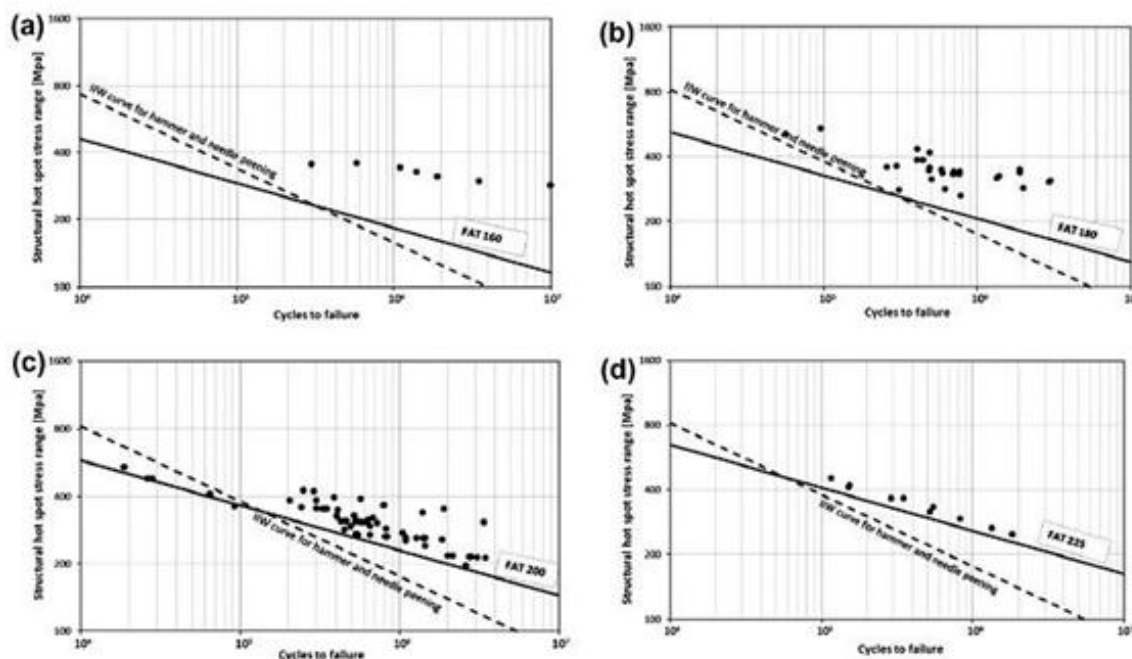 (a)
1600
800
400
200
100
Structural hot spot stress range [Mpa]
IIW curve for hammer and needle peening
FAT 160
10⁴
10⁵
10⁶
10⁷
Cycles to failure
(b)
1600
800
400
200
100
Structural hot spot stress range [Mpa]
IIW curve for hammer and needle peening
FAT 180
10⁴
10⁵
10⁶
10⁷
Cycles to failure
(c)
1600
800
400
200
100
Structural hot spot stress range [Mpa]
IIW curve for hammer and needle peening
FAT 200
10⁴
10⁵
10⁶
10⁷
Cycles to failure
(d)
1600
800
400
200
100
Structural hot spot stress range [Mpa]
IIW curve for hammer and needle peening
FAT 225
10⁴
10⁵
10⁶
10⁷
Cycles to failure